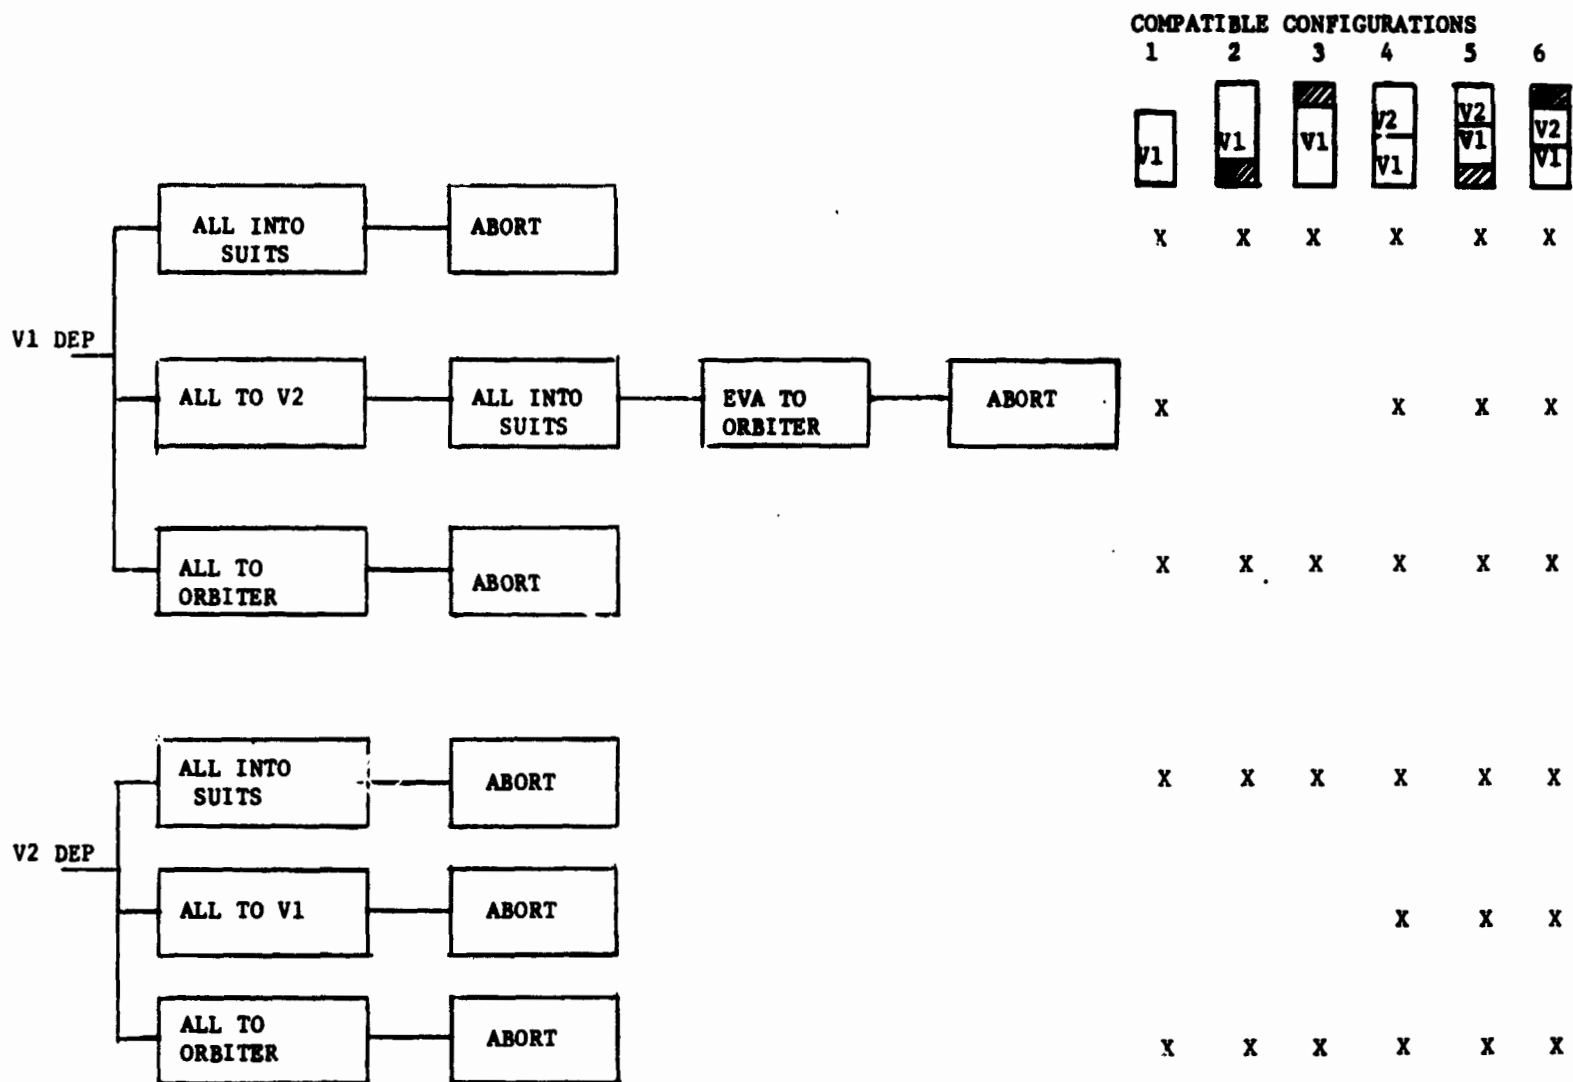 COMPATIBLE CONFIGURATIONS
1 2 3 4 5 6
V1
V1
V1
V2
V1
V2
V1
V2
V1
ALL INTO
SUITS
ABORT
X X X X X X
V1 DEP
ALL TO V2
ALL INTO
SUITS
EVA TO
ORBITER
ABORT
X X X X
ALL TO
ORBITER
ABORT
X X X X X X
ALL INTO
SUITS
ABORT
X X X X X X
V2 DEP
ALL TO V1
ABORT
X X X
ALL TO
ORBITER
ABORT
X X X X X X